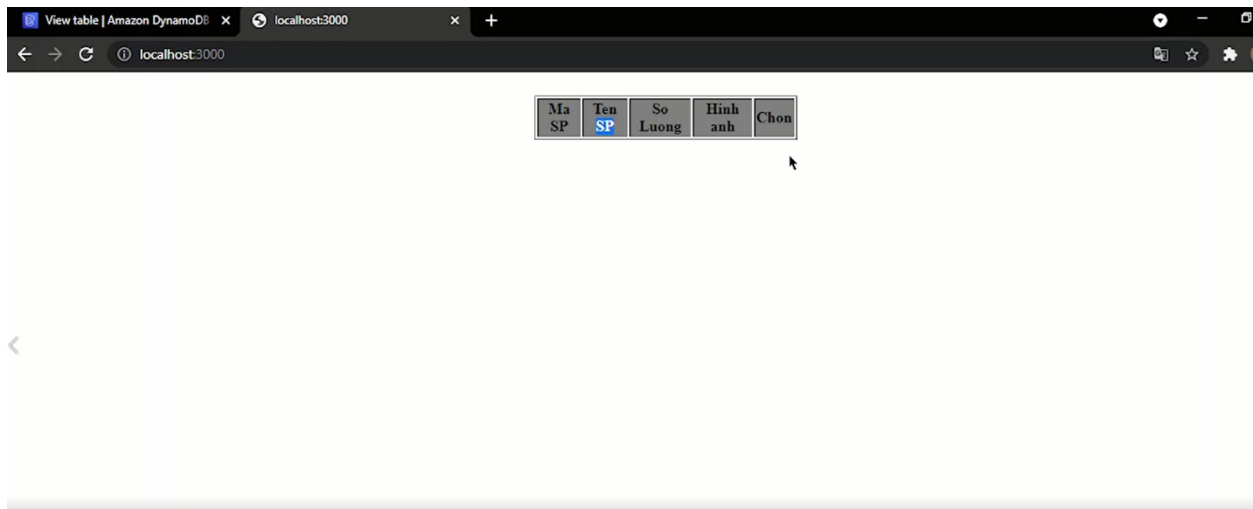 View table | Amazon DynamoDB
localhost:3000
localhost:3000
Ma SP
Ten SP
So Luong
Hinh anh
Chon